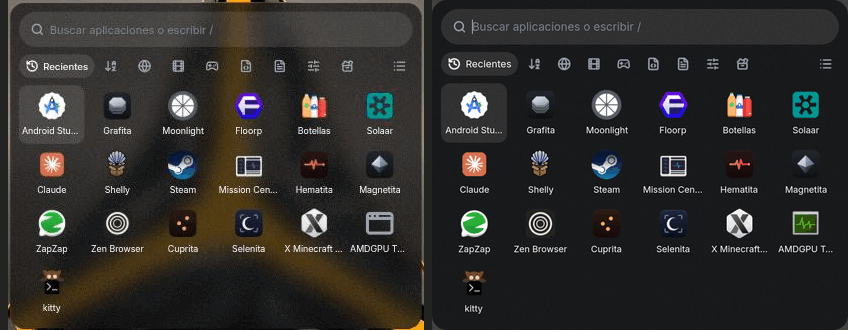 Buscar aplicaciones o escribir /
Recientes
Android Stu... Grafita Moonlight Floorp Botellas Solaar
Claude Shelly Steam Mission Cen... Hematita Magnetita
ZapZap Zen Browser Cuprita Selenita X Minecraft ... AMDGPU T...
kitty
Buscar aplicaciones o escribir /
Recientes
Android Stu... Grafita Moonlight Floorp Botellas Solaar
Claude Shelly Steam Mission Cen... Hematita Magnetita
ZapZap Zen Browser Cuprita Selenita X Minecraft... AMDGPU T...
kitty